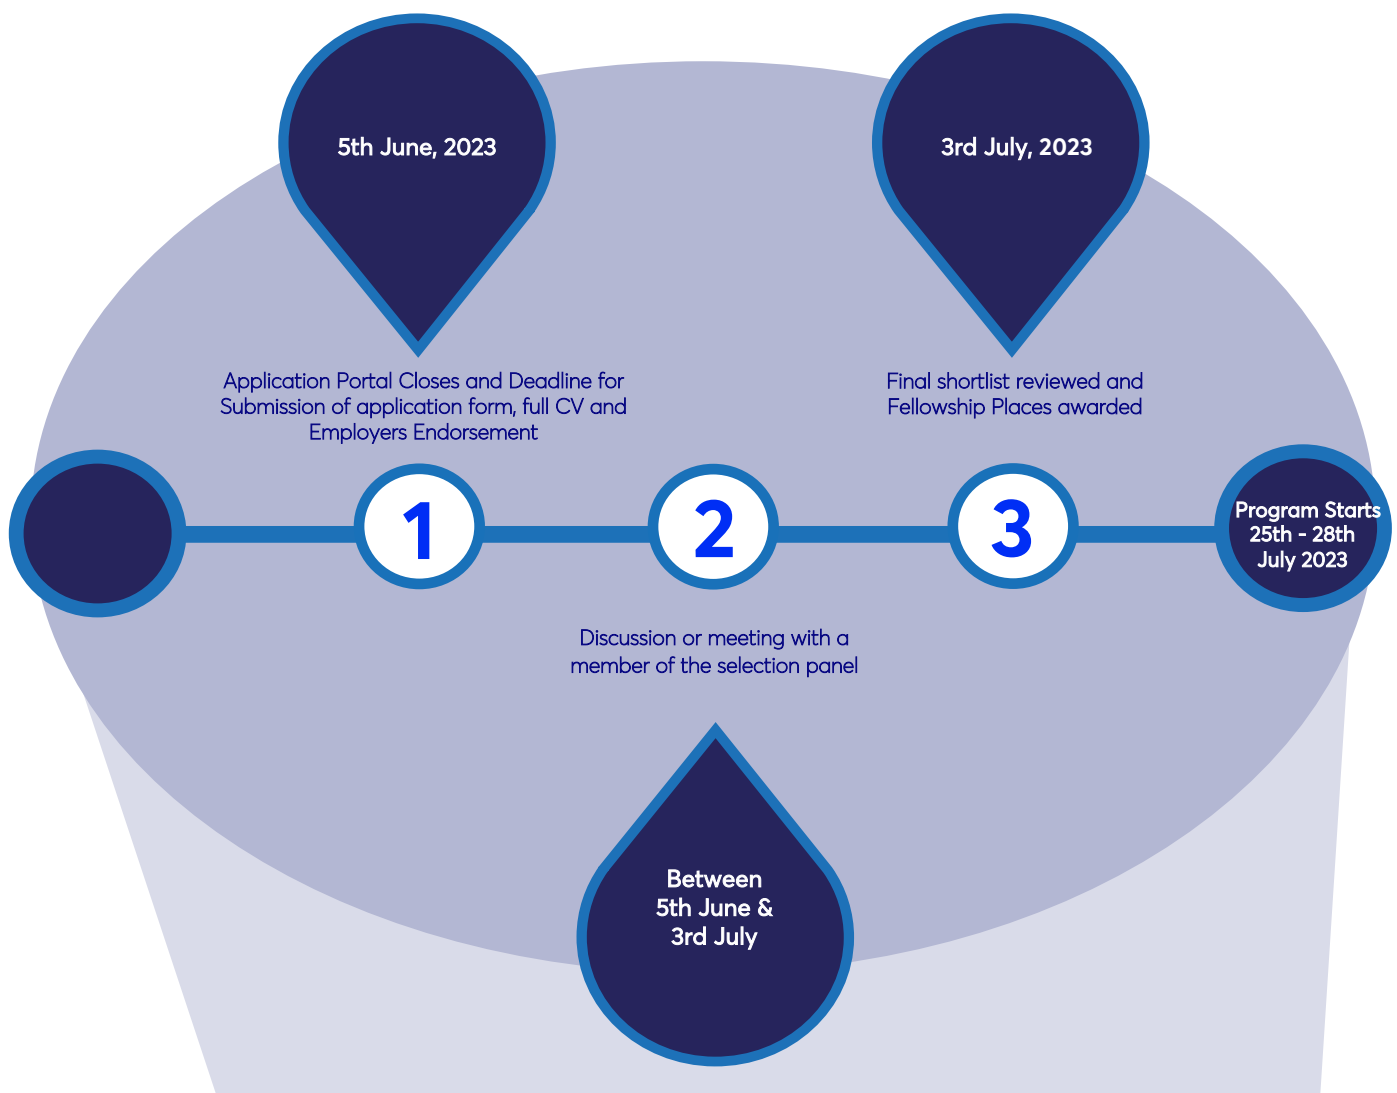 5th June, 2023
3rd July, 2023
Application Portal Closes and Deadline for
Submission of application form, full CV and
Employers Endorsement
Final shortlist reviewed and
Fellowship Places awarded
1
2
3
Program Starts
25th - 28th
July 2023
Discussion or meeting with a
member of the selection panel
Between
5th June &
3rd July